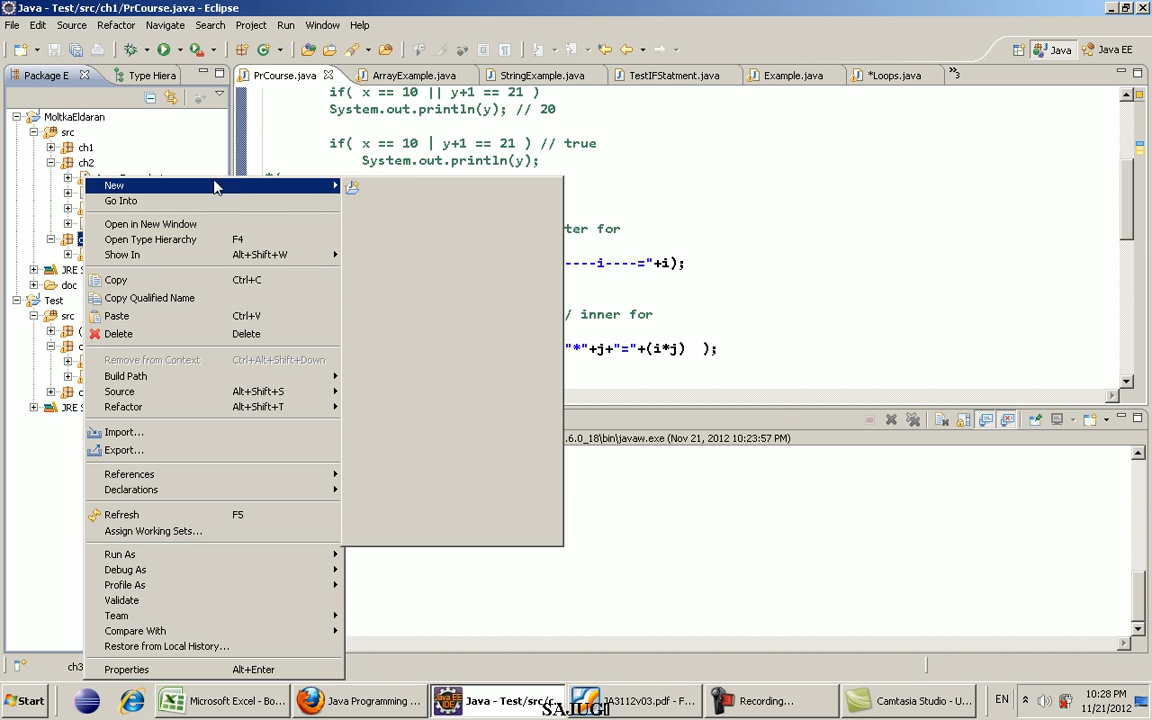 Java - Test/src/ch1/PrCourse.java - Eclipse
File Edit Source Refactor Navigate Search Project Run Window Help
Java Java EE
Package E Type Hiera PrCourse.java ArrayExample.java StringExample.java TestIFStatment.java Example.java *Loops.java »3
MoltkaEldaran
src
ch1
ch2
JRE S
doc
Test
src
JRE S
if( x == 10 || y+1 == 21 )
System.out.println(y); // 20
if( x == 10 | y+1 == 21 ) // true
System.out.println(y);
ter for
----i----="+i);
/ inner for
"*"+j+"="+(i*j) );
New
Go Into
Open in New Window
Open Type Hierarchy F4
Show In Alt+Shift+W
Copy Ctrl+C
Copy Qualified Name
Paste Ctrl+V
Delete Delete
Remove from Context Ctrl+Alt+Shift+Down
Build Path
Source Alt+Shift+S
Refactor Alt+Shift+T
Import...
Export...
References
Declarations
Refresh F5
Assign Working Sets...
Run As
Debug As
Profile As
Validate
Team
Compare With
Restore from Local History...
Properties Alt+Enter
.6.0_18\bin\javaw.exe (Nov 21, 2012 10:23:57 PM)
ch3
Start Microsoft Excel - Bo... Java Programming ... Java - Test/src/c... JA3112v03.pdf - F... Recording... Camtasia Studio - U... EN 10:28 PM
11/21/2012